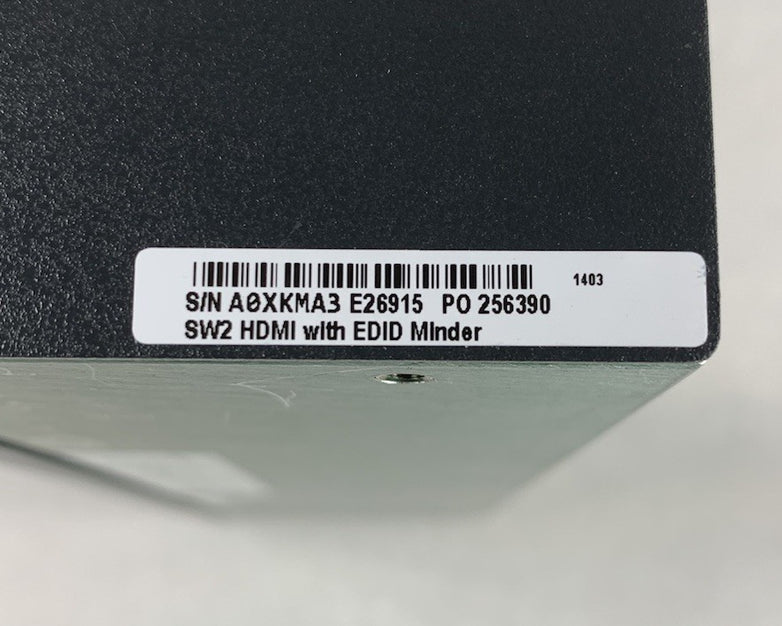 1403
S/N A0XKMA3 E26915 PO 256390
SW2 HDMI with EDID Minder